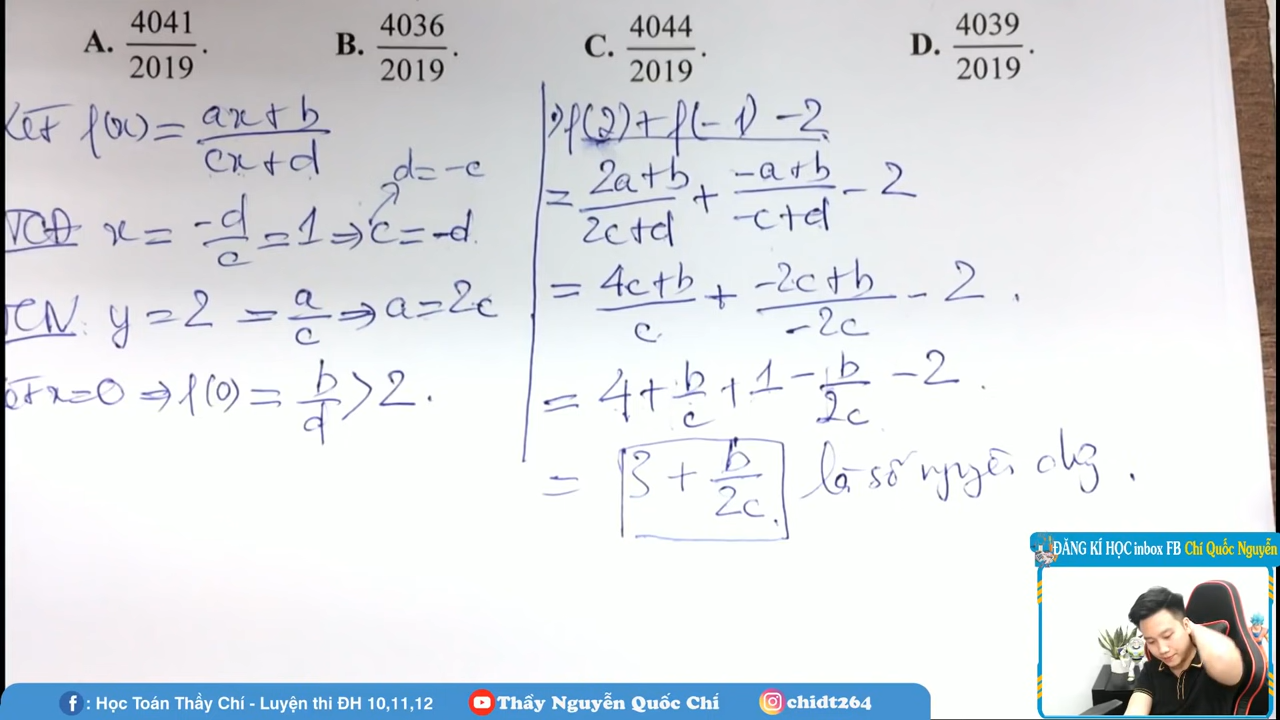 A. 4041/2019. B. 4036/2019. C. 4044/2019. D. 4039/2019.
f(x) = (ax+b)/(cx+d)
d = -c
TCĐ x = -d/c = 1 ⇒ c = -d.
TCN: y = 2 = a/c ⇒ a = 2c
x=0 ⇒ f(0) = b/d > 2.
f(2) + f(-1) - 2
= (2a+b)/(2c+d) + (-a+b)/(-c+d) - 2
= (4c+b)/c + (-2c+b)/(-2c) - 2.
= 4 + b/c + 1 - b/2c - 2.
= 3 + b/2c. là số nguyên
ĐĂNG KÍ HỌC inbox FB Chí Quốc Nguyễn
: Học Toán Thầy Chí - Luyện thi ĐH 10,11,12
Thầy Nguyễn Quốc Chí
chidt264